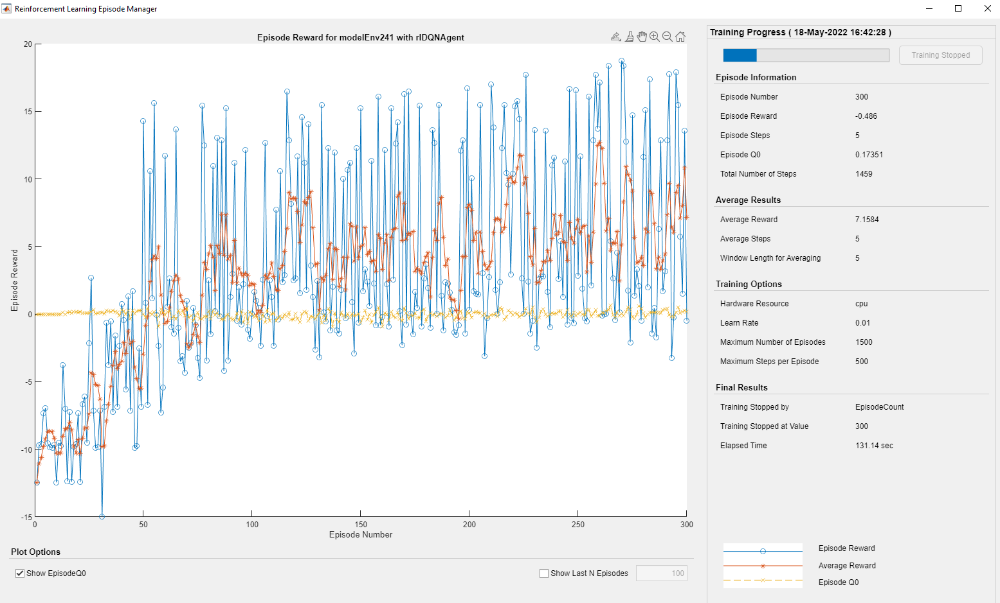 Reinforcement Learning Episode Manager
Episode Reward for modelEnv241 with rlDQNAgent
20
15
10
5
0
-5
-10
-15
Episode Reward
0 50 100 150 200 250 300
Episode Number
Plot Options
Show EpisodeQ0
Show Last N Episodes 100
Training Progress ( 18-May-2022 16:42:28 )
Training Stopped
Episode Information
Episode Number 300
Episode Reward -0.486
Episode Steps 5
Episode Q0 0.17351
Total Number of Steps 1459
Average Results
Average Reward 7.1584
Average Steps 5
Window Length for Averaging 5
Training Options
Hardware Resource cpu
Learn Rate 0.01
Maximum Number of Episodes 1500
Maximum Steps per Episode 500
Final Results
Training Stopped by EpisodeCount
Training Stopped at Value 300
Elapsed Time 131.14 sec
Episode Reward
Average Reward
Episode Q0